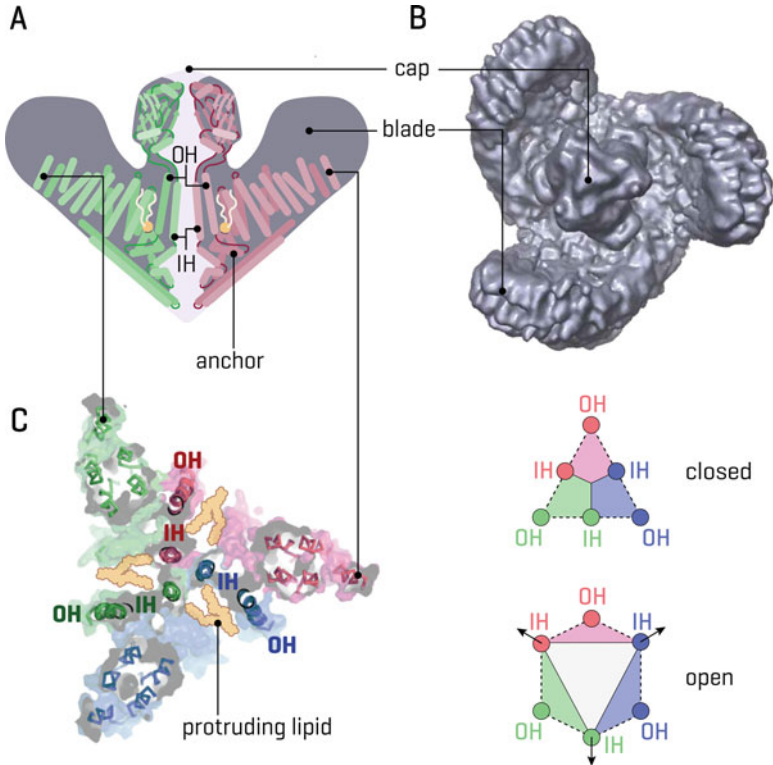 A
B
cap
blade
OH
IH
anchor
C
OH
IH
IH
IH
OH
OH
protruding lipid
OH
IH
IH
closed
OH
IH
OH
OH
IH
IH
open
OH
OH
IH